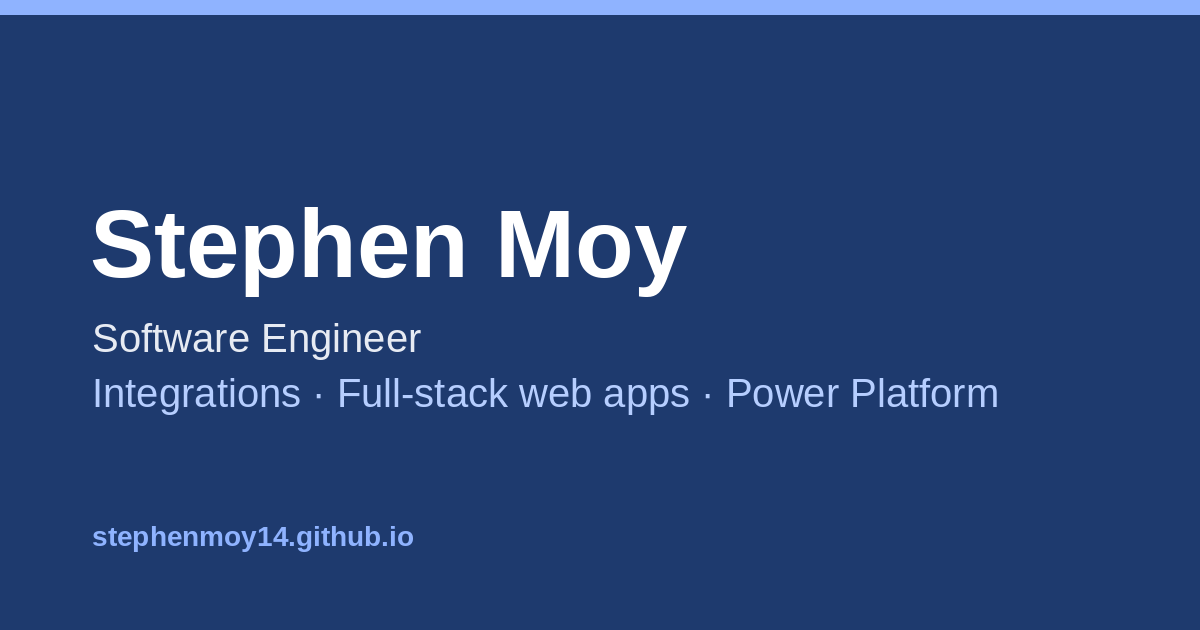 Stephen Moy
Software Engineer
Integrations · Full-stack web apps · Power Platform
stephenmoy14.github.io